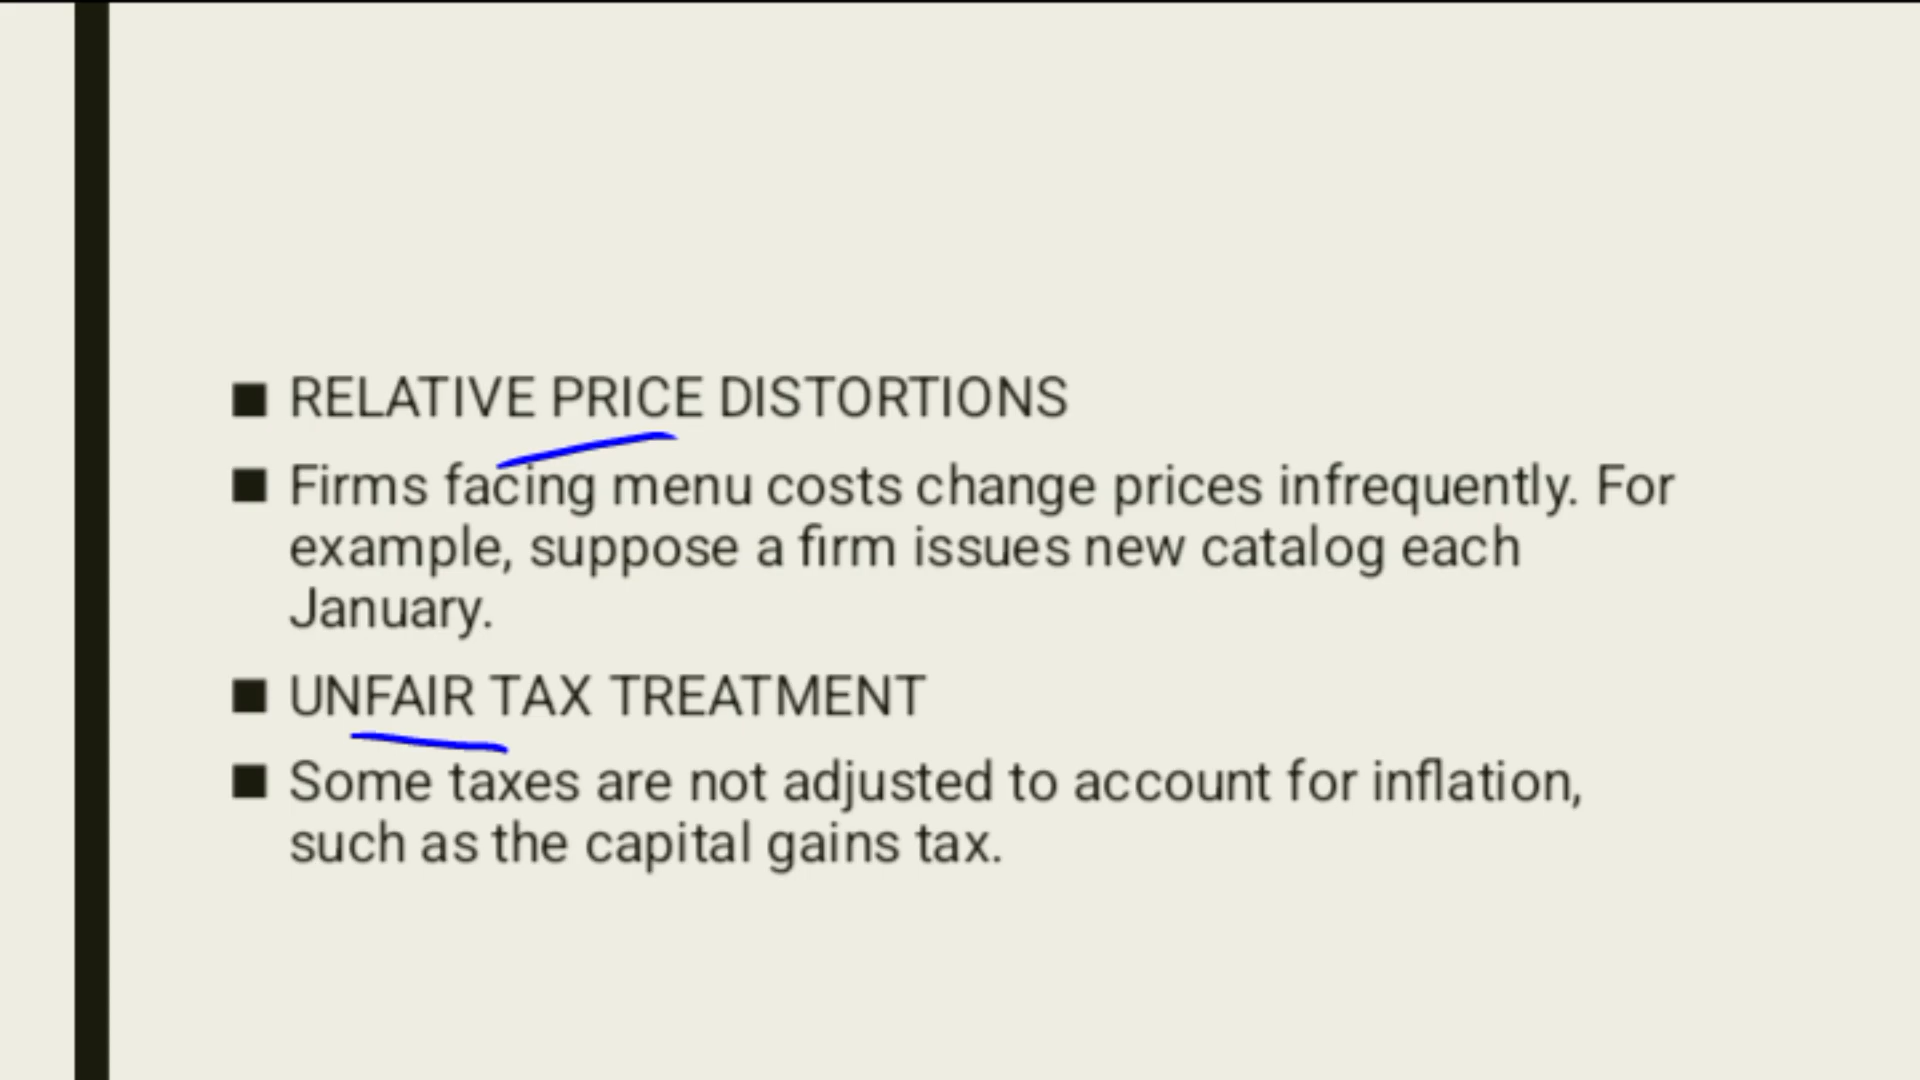 ■ RELATIVE PRICE DISTORTIONS
■ Firms facing menu costs change prices infrequently. For
example, suppose a firm issues new catalog each
January.
■ UNFAIR TAX TREATMENT
■ Some taxes are not adjusted to account for inflation,
such as the capital gains tax.